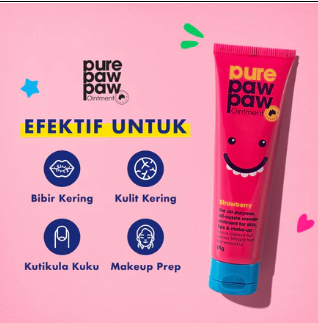 pure
paw
paw
Ointment
EFEKTIF UNTUK
Bibir Kering
Kulit Kering
Kutikula Kuku
Makeup Prep
pure
paw
paw
Ointment
Strawberry